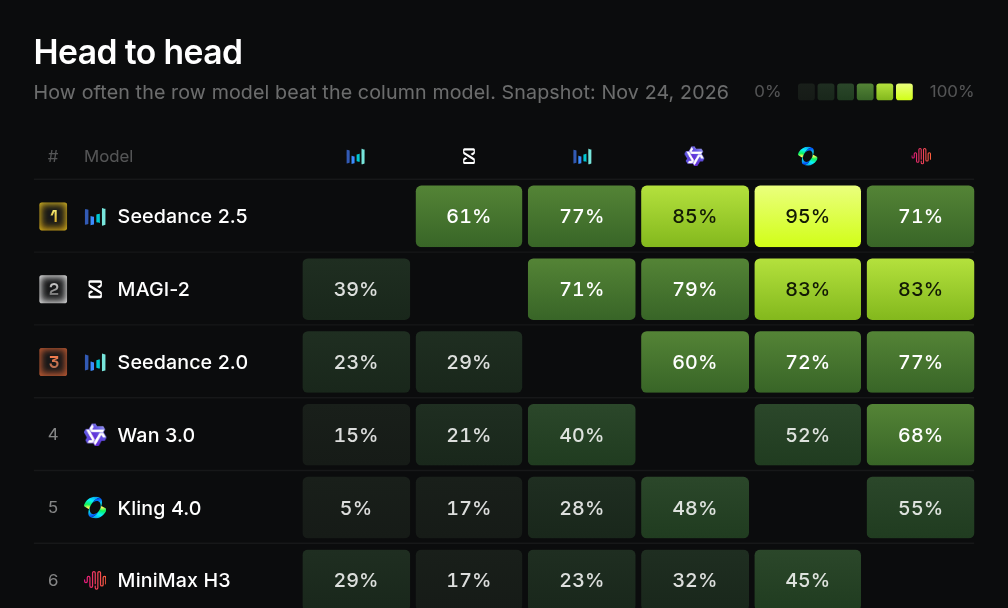 Head to head
How often the row model beat the column model. Snapshot: Nov 24, 2026 0% 100%
# Model
1 Seedance 2.5 61% 77% 85% 95% 71%
2 MAGI-2 39% 71% 79% 83% 83%
3 Seedance 2.0 23% 29% 60% 72% 77%
4 Wan 3.0 15% 21% 40% 52% 68%
5 Kling 4.0 5% 17% 28% 48% 55%
6 MiniMax H3 29% 17% 23% 32% 45%